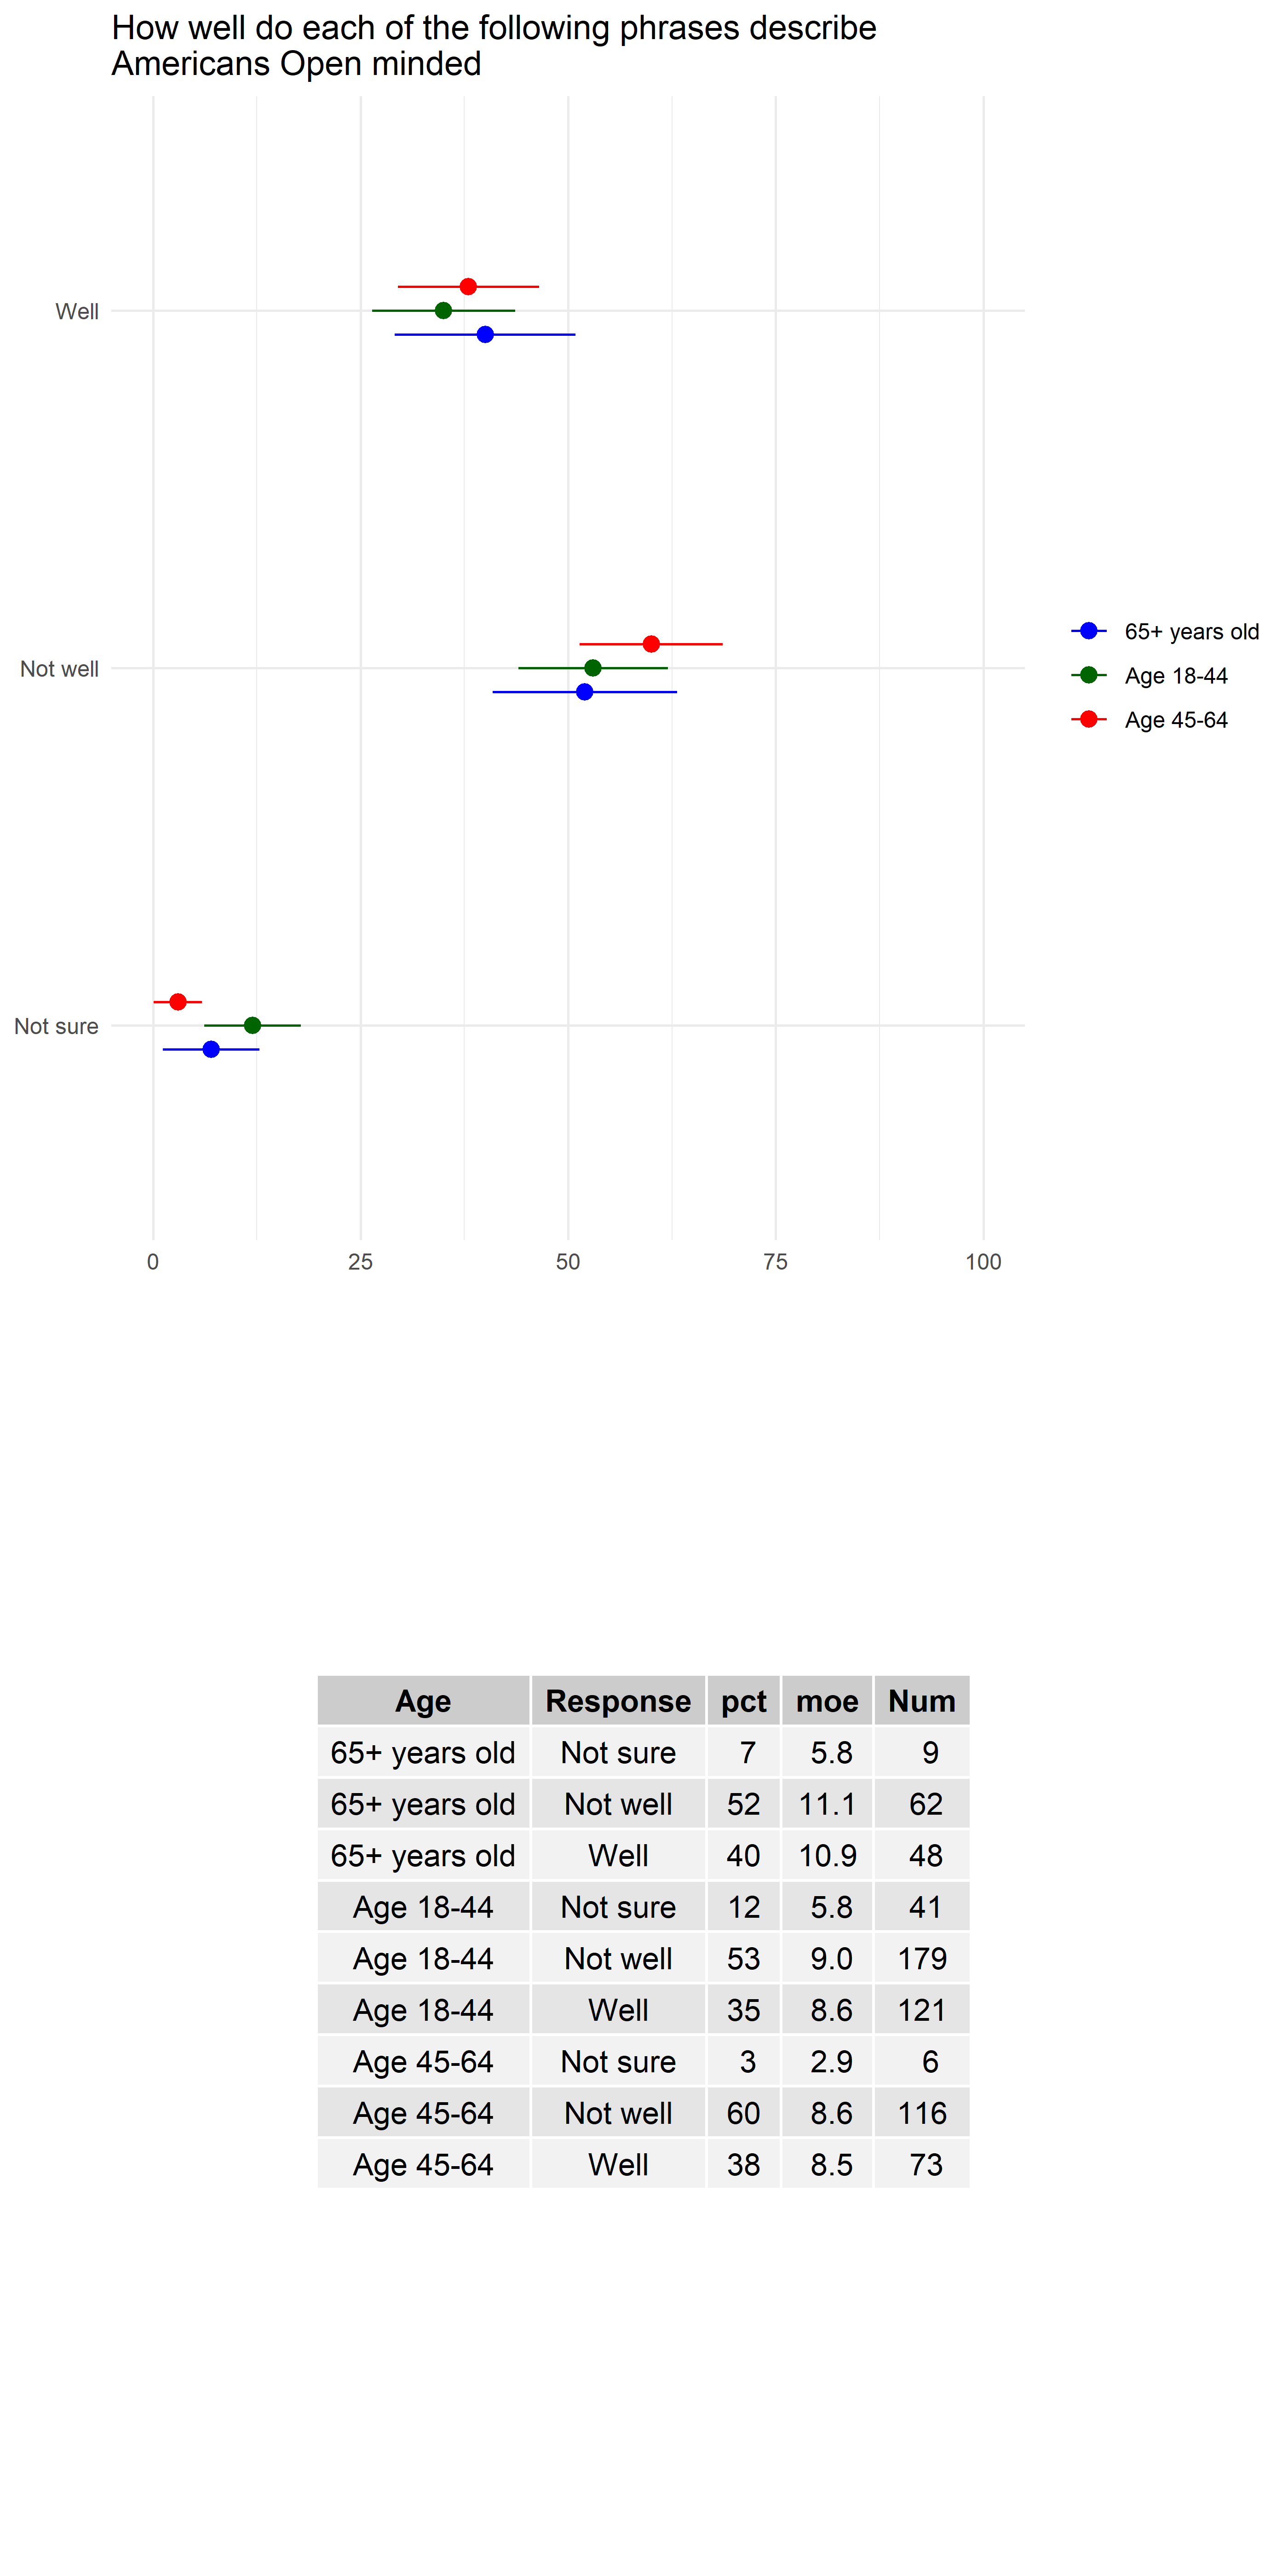 How well do each of the following phrases describe
Americans Open minded
Well
Not well
Not sure
0 25 50 75 100
65+ years old
Age 18-44
Age 45-64
Age Response pct moe Num
65+ years old Not sure 7 5.8 9
65+ years old Not well 52 11.1 62
65+ years old Well 40 10.9 48
Age 18-44 Not sure 12 5.8 41
Age 18-44 Not well 53 9.0 179
Age 18-44 Well 35 8.6 121
Age 45-64 Not sure 3 2.9 6
Age 45-64 Not well 60 8.6 116
Age 45-64 Well 38 8.5 73